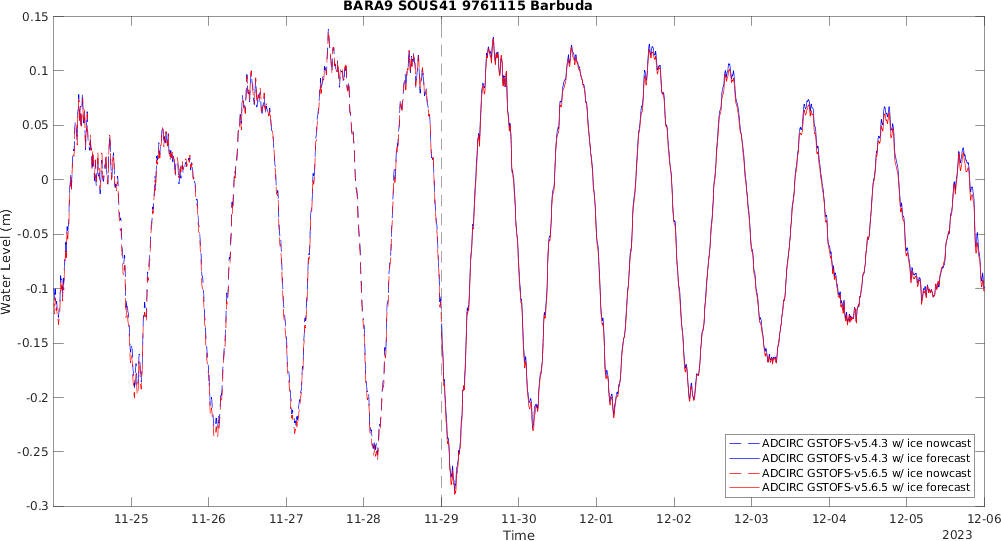 BARA9 SOUS41 9761115 Barbuda
0.15
0.1
0.05
0
-0.05
-0.1
-0.15
-0.2
-0.25
-0.3
Water Level (m)
11-25 11-26 11-27 11-28 11-29 11-30 12-01 12-02 12-03 12-04 12-05 12-06
Time
2023
ADCIRC GSTOFS-v5.4.3 w/ ice nowcast
ADCIRC GSTOFS-v5.4.3 w/ ice forecast
ADCIRC GSTOFS-v5.6.5 w/ ice nowcast
ADCIRC GSTOFS-v5.6.5 w/ ice forecast